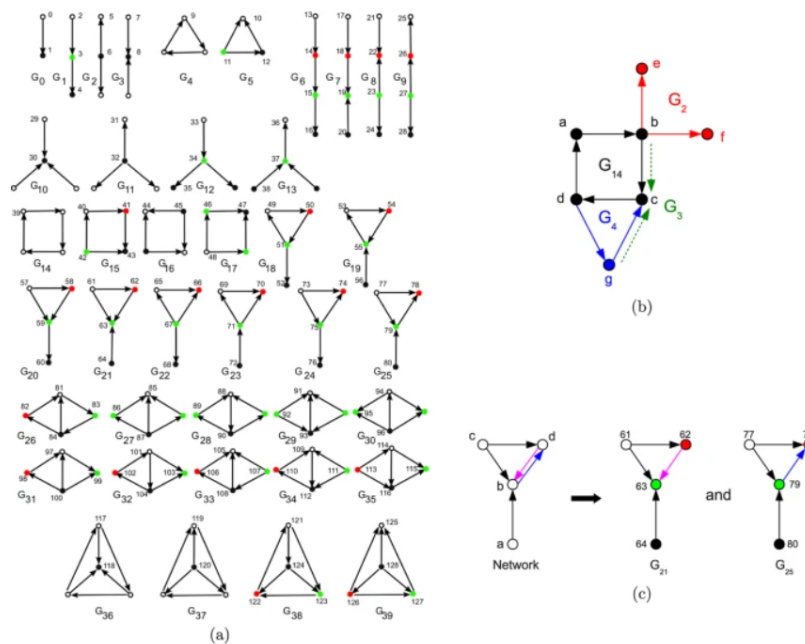 0 2 5 7 9 10 13 17 21 25
1 3 6 8 11 12 14 18 22 26
G0 G1 G2 G3 G4 G5 G6 G7 G8 G9
4 15 19 23 27
16 20 24 28
29 31 33 36
30 32 34 35 37 38
G10 G11 G12 G13
39 40 41 44 45 46 47 49 50 53 54
42 43 48 51 55
G14 G15 G16 G17 G18 G19
52 56
57 58 61 62 65 66 69 70 73 74 77 78
59 63 67 71 75 79
60 64 68 72 76 80
G20 G21 G22 G23 G24 G25
81 85 88 91 94
82 83 86 89 92 95
84 87 90 93 96
G26 G27 G28 G29 G30
97 101 105 109 114
98 99 102 103 106 107 110 111 113 115
100 104 108 112 116
G31 G32 G33 G34 G35
117 119 121 125
118 120 124 128
122 123 126 127
G36 G37 G38 G39
(a)
e
G2
a b f
G14
d c
G4 G3
g
(b)
c d 61 62 77
b 63 and 79
a 64 80
Network G21 G25
(c)